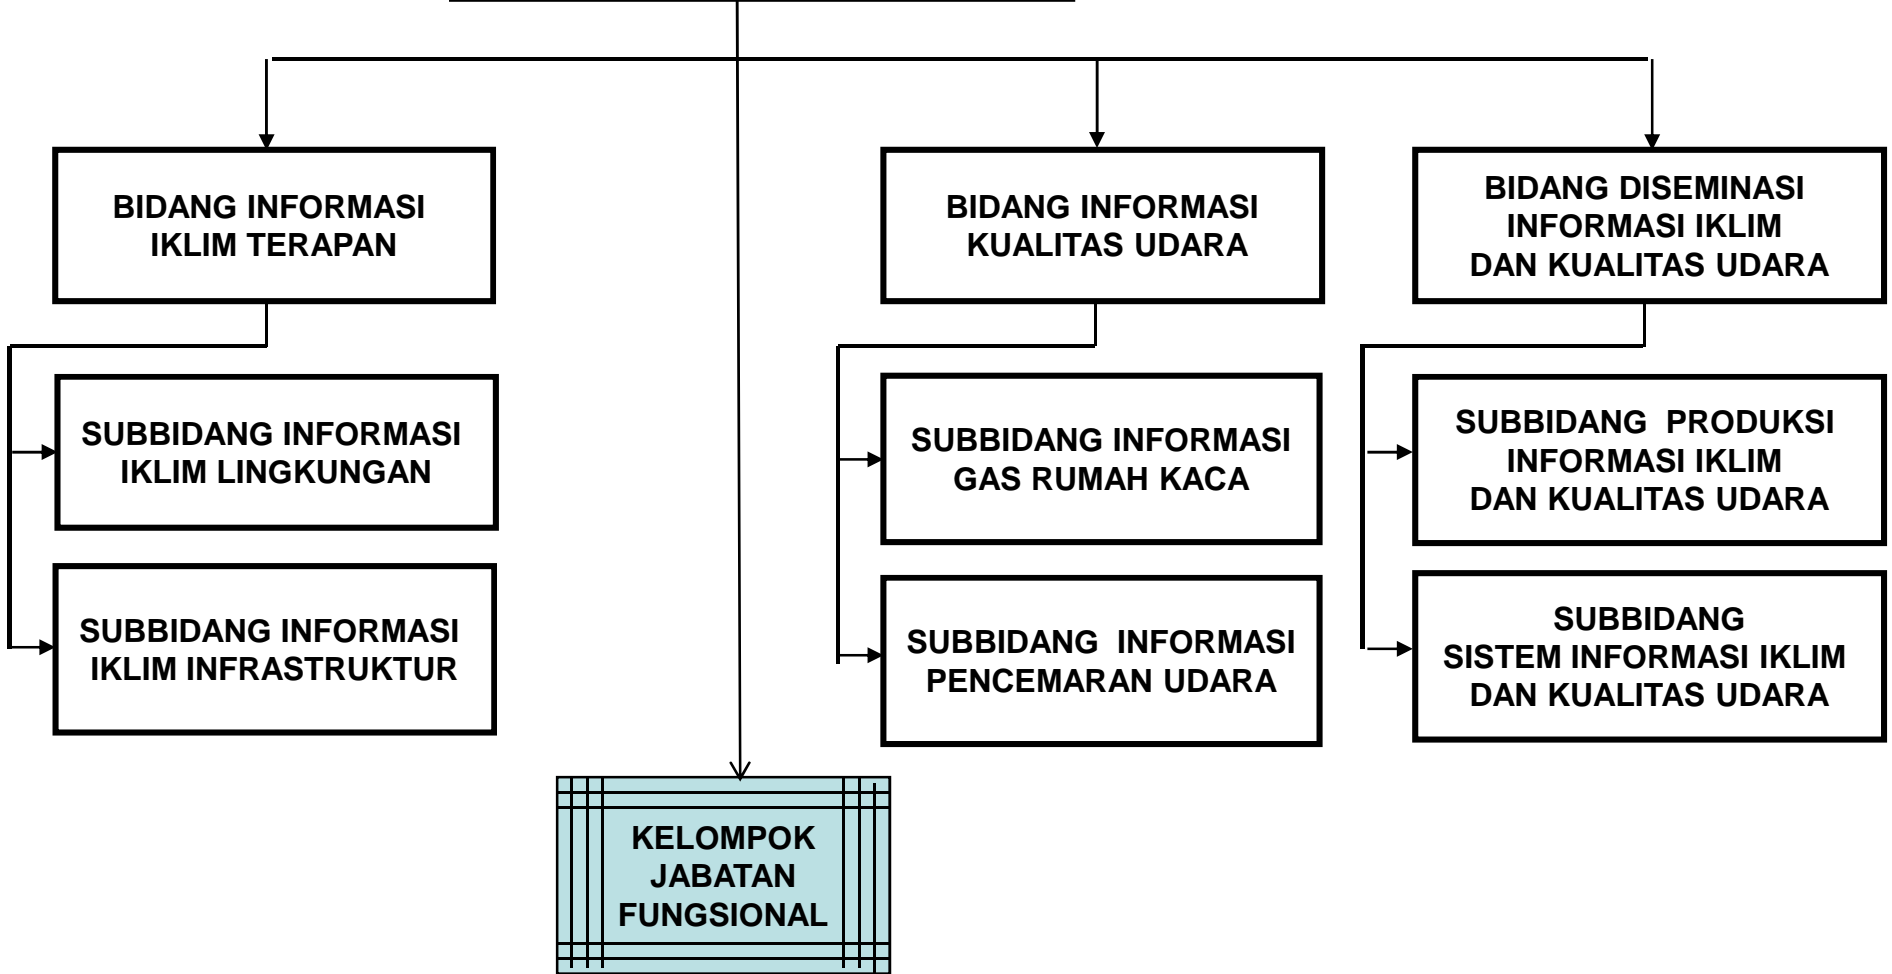 BIDANG INFORMASI
IKLIM TERAPAN
BIDANG INFORMASI
KUALITAS UDARA
BIDANG DISEMINASI
INFORMASI IKLIM
DAN KUALITAS UDARA
SUBBIDANG INFORMASI
IKLIM LINGKUNGAN
SUBBIDANG INFORMASI
GAS RUMAH KACA
SUBBIDANG PRODUKSI
INFORMASI IKLIM
DAN KUALITAS UDARA
SUBBIDANG INFORMASI
IKLIM INFRASTRUKTUR
SUBBIDANG INFORMASI
PENCEMARAN UDARA
SUBBIDANG
SISTEM INFORMASI IKLIM
DAN KUALITAS UDARA
KELOMPOK
JABATAN
FUNGSIONAL